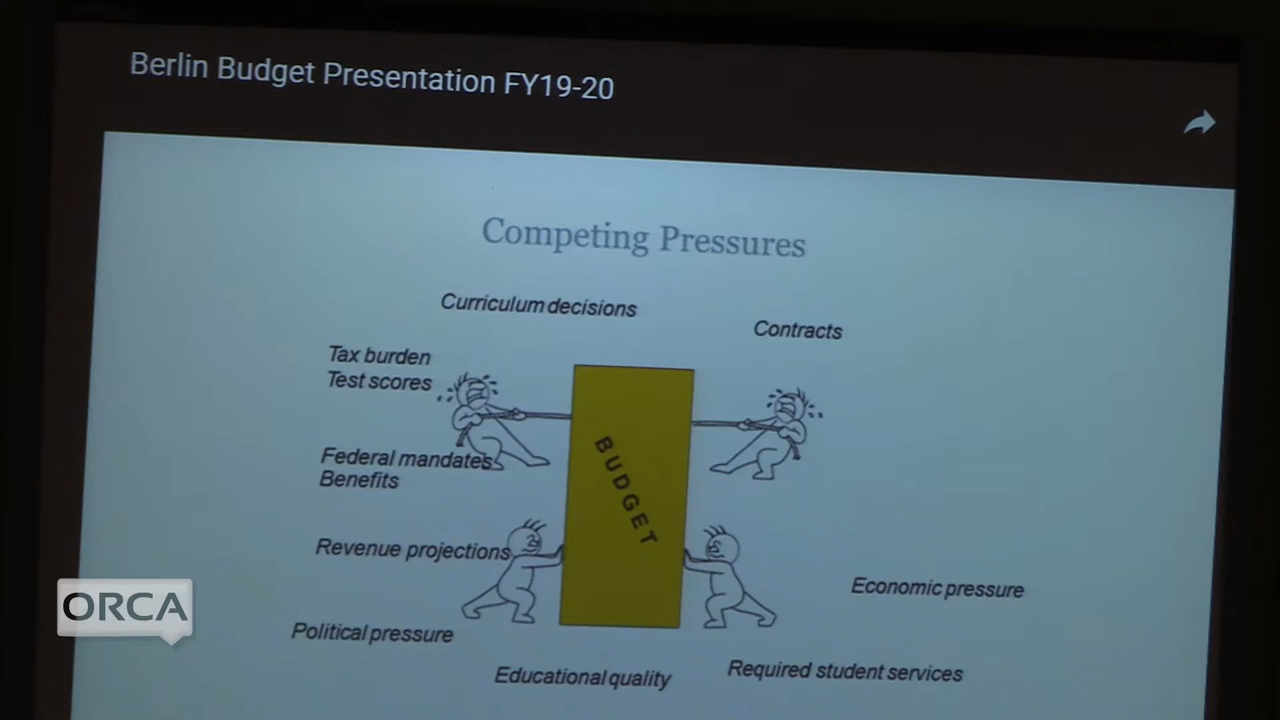 Berlin Budget Presentation FY19-20
Competing Pressures
Curriculum decisions
Contracts
Tax burden
Test scores
BUDGET
Federal mandates
Benefits
Revenue projections
Economic pressure
ORCA
Political pressure
Educational quality
Required student services